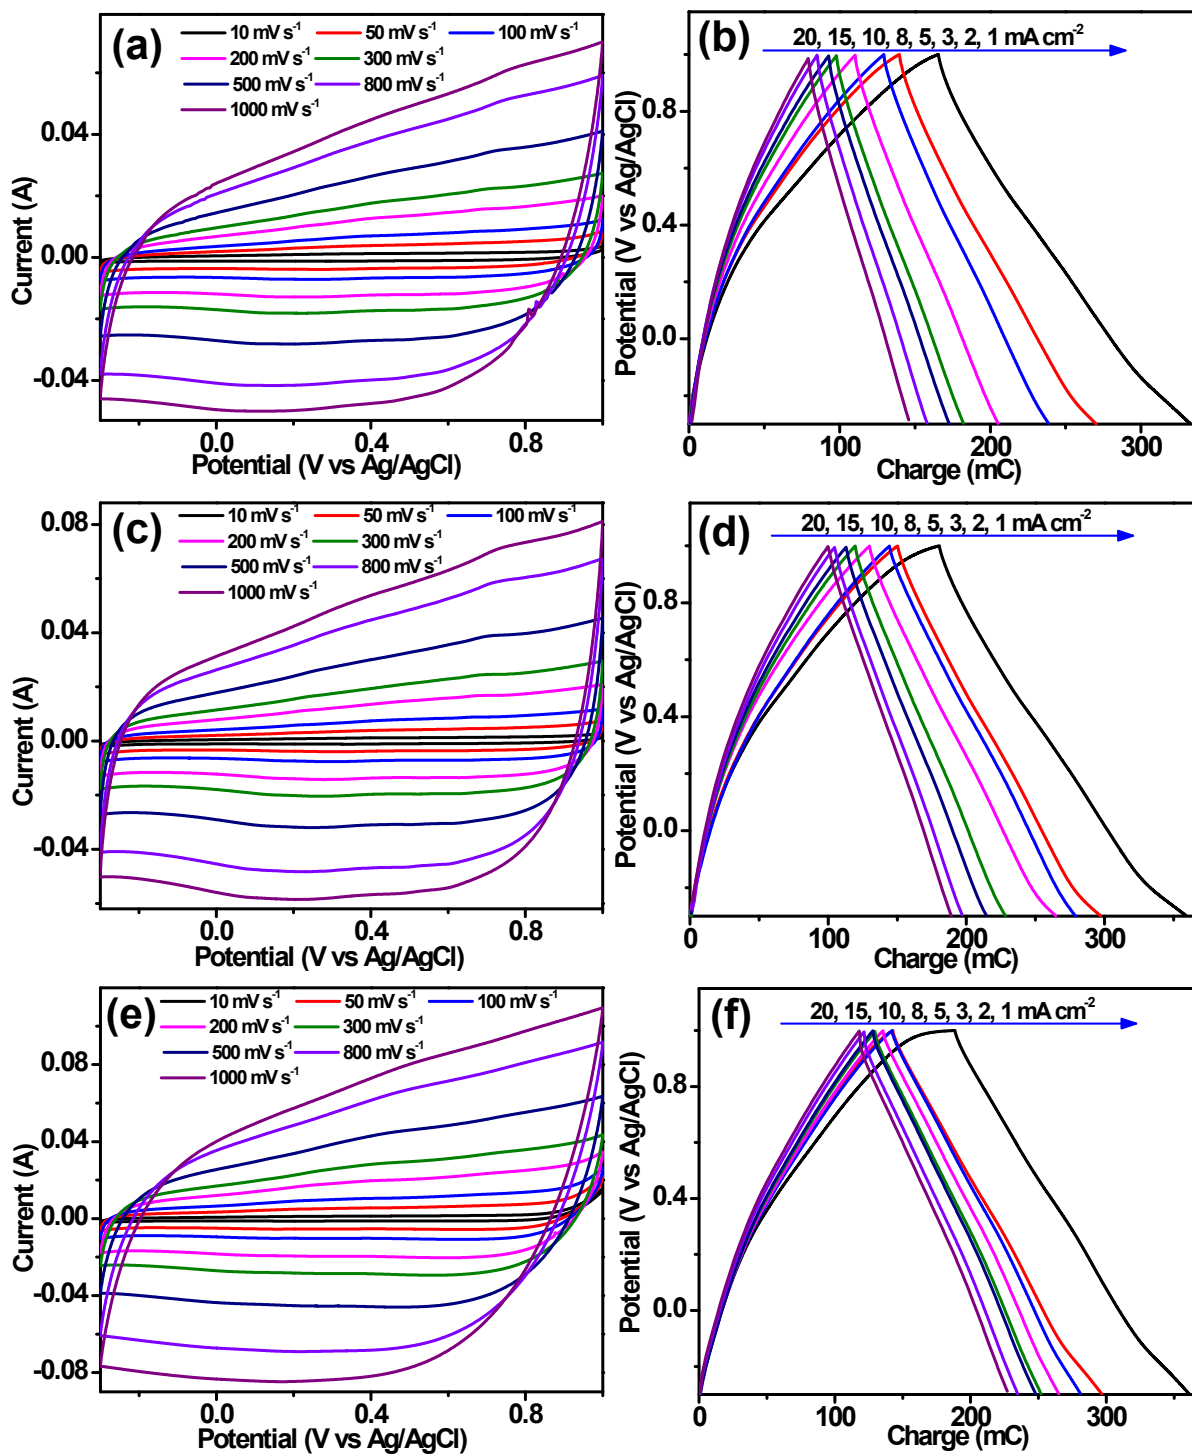 (a)
10 mV s⁻¹ 50 mV s⁻¹ 100 mV s⁻¹
200 mV s⁻¹ 300 mV s⁻¹
500 mV s⁻¹ 800 mV s⁻¹
1000 mV s⁻¹
0.04
0.00
-0.04
Current (A)
0.0 0.4 0.8
Potential (V vs Ag/AgCl)
(b)
20, 15, 10, 8, 5, 3, 2, 1 mA cm⁻²
0.8
0.4
0.0
Potential (V vs Ag/AgCl)
0 100 200 300
Charge (mC)
(c)
10 mV s⁻¹ 50 mV s⁻¹ 100 mV s⁻¹
200 mV s⁻¹ 300 mV s⁻¹
500 mV s⁻¹ 800 mV s⁻¹
1000 mV s⁻¹
0.08
0.04
0.00
-0.04
Current (A)
0.0 0.4 0.8
Potential (V vs Ag/AgCl)
(d)
20, 15, 10, 8, 5, 3, 2, 1 mA cm⁻²
0.8
0.4
0.0
Potential (V vs Ag/AgCl)
0 100 200 300
Charge (mC)
(e)
10 mV s⁻¹ 50 mV s⁻¹ 100 mV s⁻¹
200 mV s⁻¹ 300 mV s⁻¹
500 mV s⁻¹ 800 mV s⁻¹
1000 mV s⁻¹
0.08
0.04
0.00
-0.04
-0.08
Current (A)
0.0 0.4 0.8
Potential (V vs Ag/AgCl)
(f)
20, 15, 10, 8, 5, 3, 2, 1 mA cm⁻²
0.8
0.4
0.0
Potential (V vs Ag/AgCl)
0 100 200 300
Charge (mC)